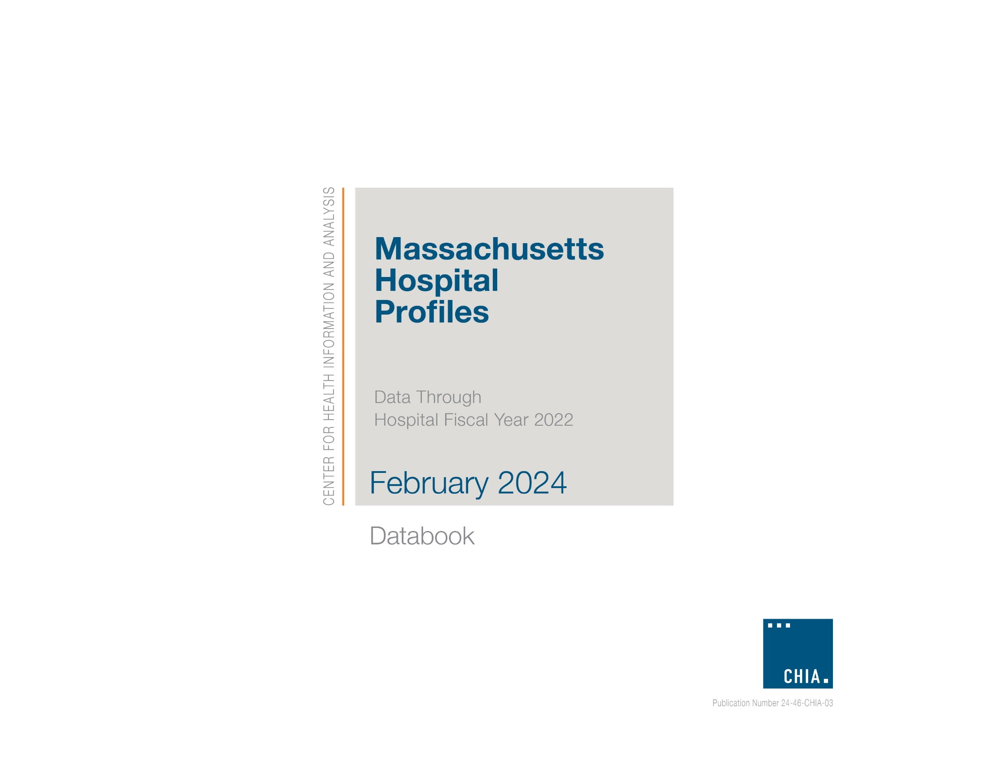 CENTER FOR HEALTH INFORMATION AND ANALYSIS
Massachusetts
Hospital
Profiles
Data Through
Hospital Fiscal Year 2022
February 2024
Databook
CHIA.
Publication Number 24-46-CHIA-03